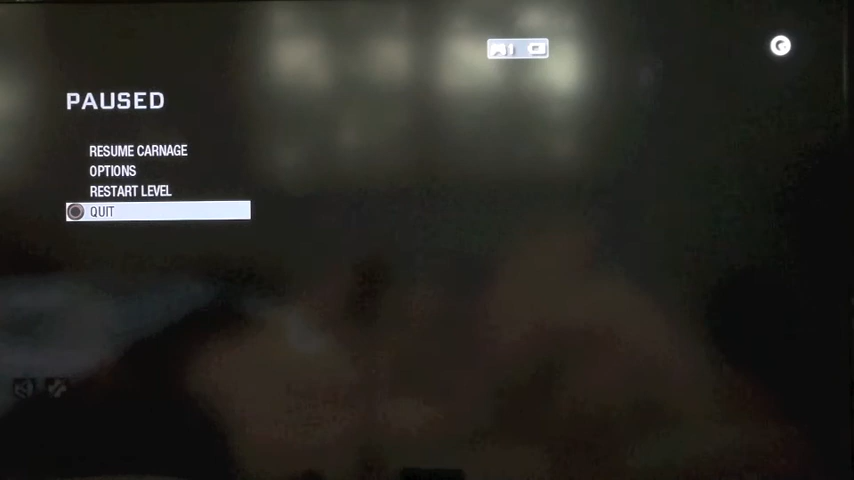 PAUSED
RESUME CARNAGE
OPTIONS
RESTART LEVEL
QUIT